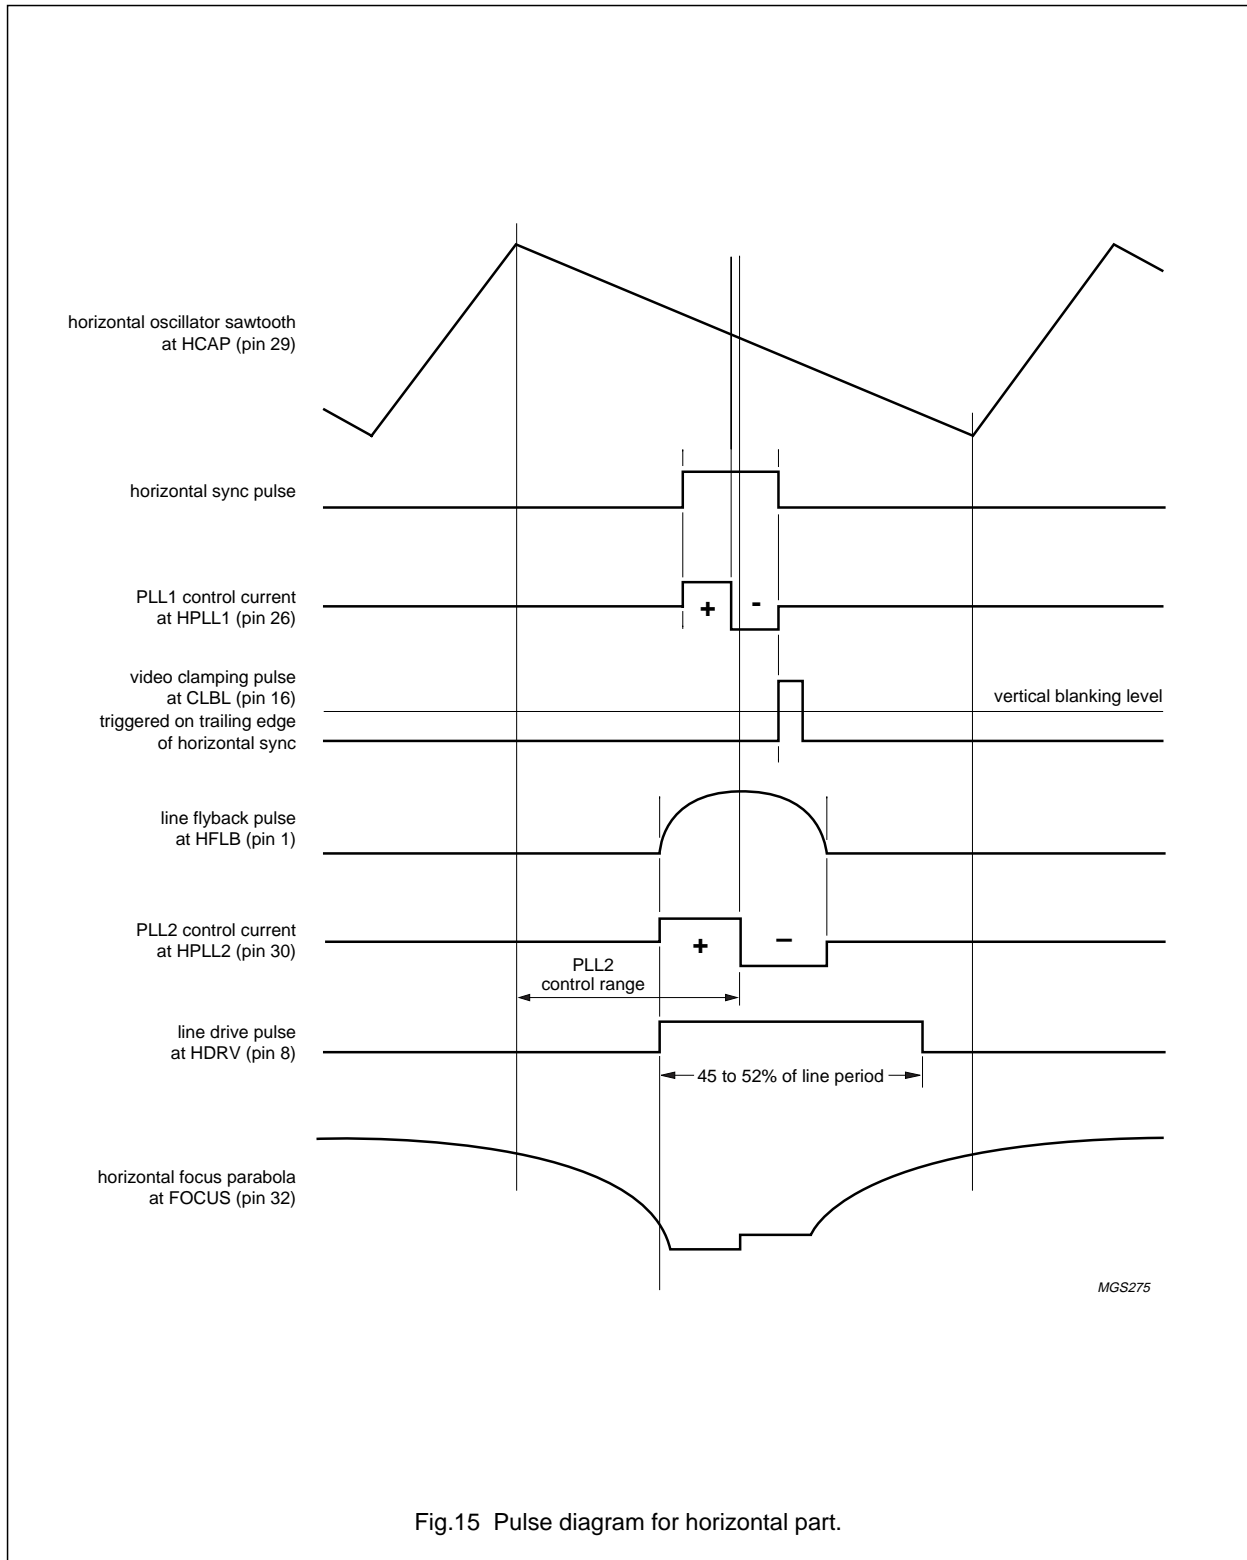 horizontal oscillator sawtooth
at HCAP (pin 29)
horizontal sync pulse
PLL1 control current
at HPLL1 (pin 26)
+
-
video clamping pulse
at CLBL (pin 16)
triggered on trailing edge
of horizontal sync
vertical blanking level
line flyback pulse
at HFLB (pin 1)
PLL2 control current
at HPLL2 (pin 30)
+
−
PLL2
control range
line drive pulse
at HDRV (pin 8)
45 to 52% of line period
horizontal focus parabola
at FOCUS (pin 32)
MGS275
Fig.15 Pulse diagram for horizontal part.